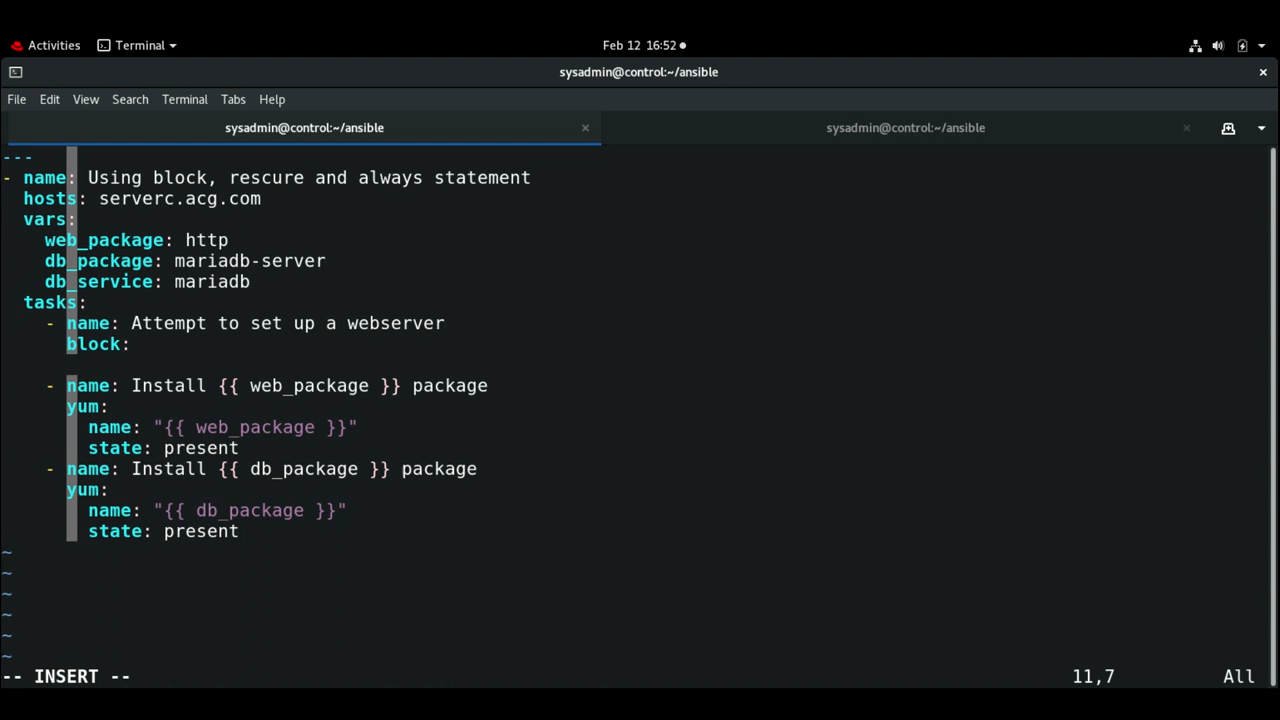 Activities Terminal Feb 12 16:52
sysadmin@control:~/ansible
File Edit View Search Terminal Tabs Help
sysadmin@control:~/ansible sysadmin@control:~/ansible
---
- name: Using block, rescure and always statement
  hosts: serverc.acg.com
  vars:
    web_package: http
    db_package: mariadb-server
    db_service: mariadb
  tasks:
    - name: Attempt to set up a webserver
      block:

    - name: Install {{ web_package }} package
      yum:
        name: "{{ web_package }}"
        state: present
    - name: Install {{ db_package }} package
      yum:
        name: "{{ db_package }}"
        state: present
~
~
~
~
~
~
-- INSERT -- 11,7 All